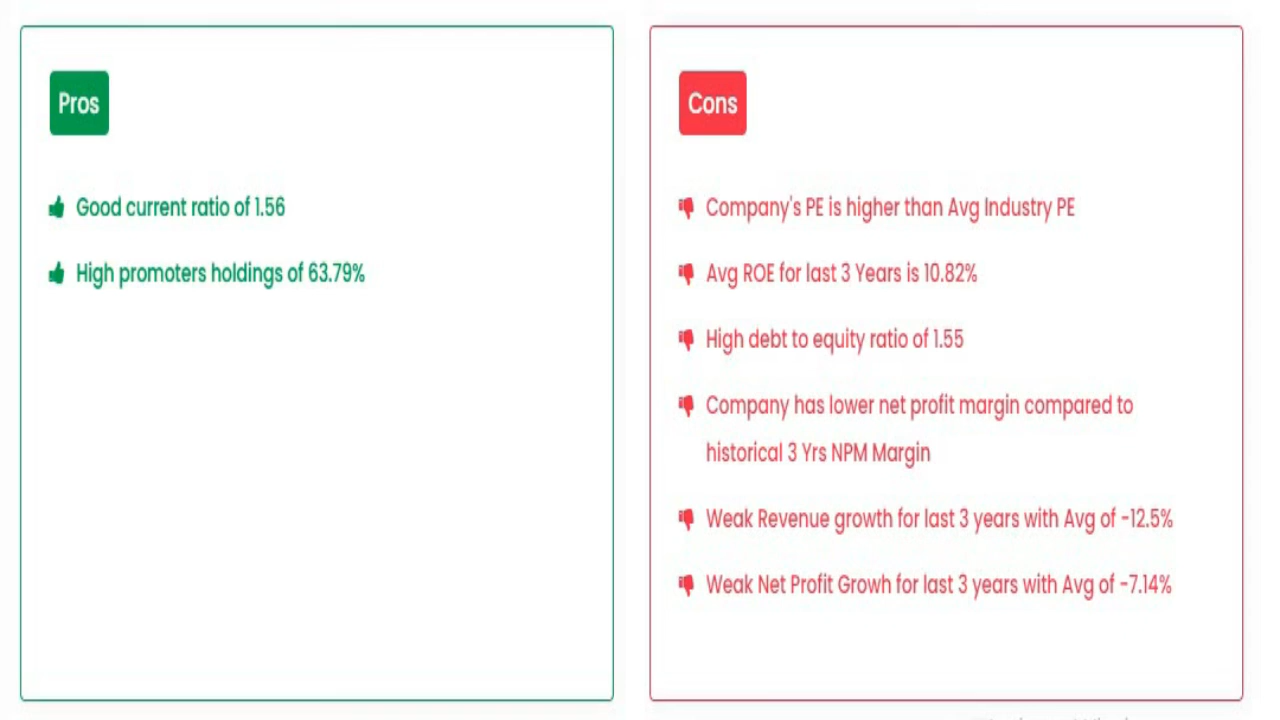 Pros
Good current ratio of 1.56
High promoters holdings of 63.79%
Cons
Company's PE is higher than Avg Industry PE
Avg ROE for last 3 Years is 10.82%
High debt to equity ratio of 1.55
Company has lower net profit margin compared to
historical 3 Yrs NPM Margin
Weak Revenue growth for last 3 years with Avg of -12.5%
Weak Net Profit Growh for last 3 years with Avg of -7.14%